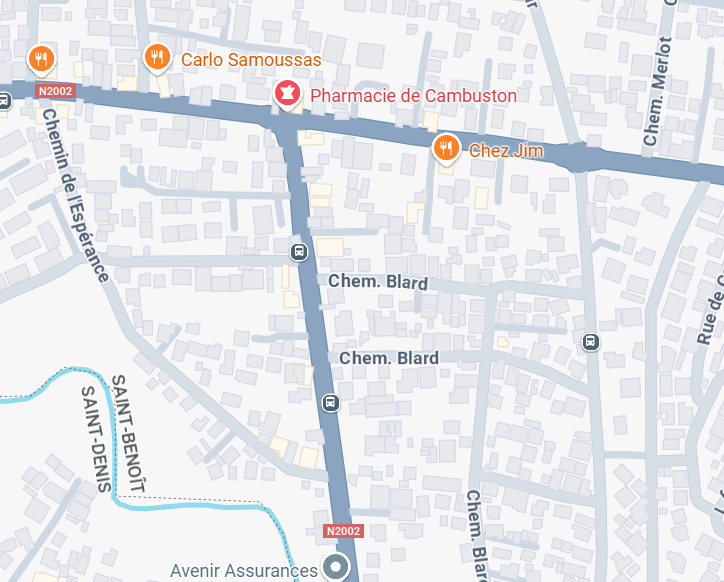 Carlo Samoussas
N2002
Pharmacie de Cambuston
Chem. Merlot
Chez Jim
Chemin de l'Espérance
Chem. Blard
Rue de
Chem. Blard
SAINT-BENOÎT
SAINT-DENIS
Chem. Blard
N2002
Avenir Assurances